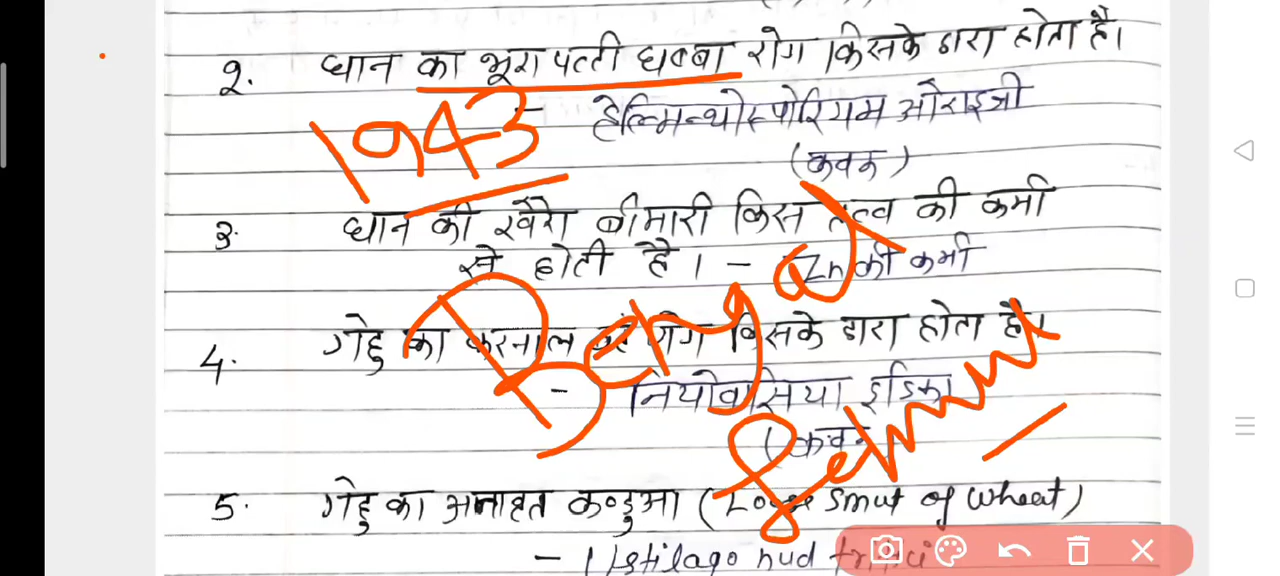 2. धान का भूरा पत्ती धब्बा रोग किसके द्वारा होता है।
1943
- हेल्मिन्थोस्पोरियम ओराइजी
(कवक)
3. धान की खैरा बीमारी किस तत्व की कमी
से होती है। - Zn की कमी
Bengal
4. गेहु का करनाल बंट रोग किसके द्वारा होता है।
- नियोवोसिया इंडिका
(कवक
5. गेहु का अनावृत कण्डुआ (Loose Smut of wheat)
- Ustilago nud tritici